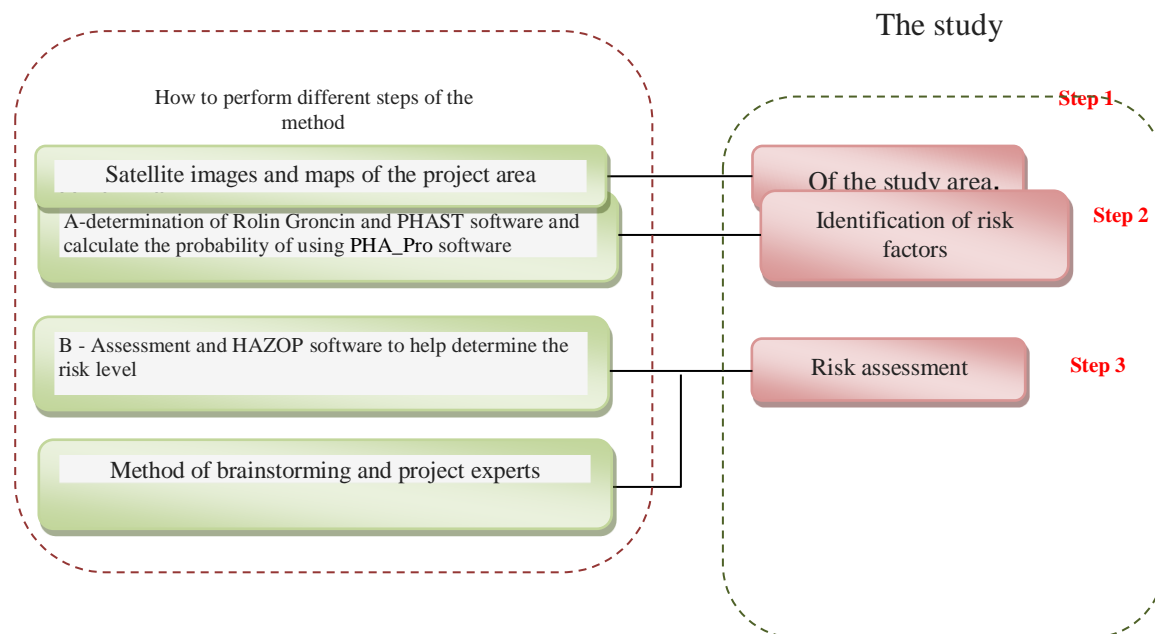 The study
How to perform different steps of the
method
Step 1
Satellite images and maps of the project area
Of the study area.
A-determination of Rolin Groncin and PHAST software and
calculate the probability of using PHA_Pro software
Identification of risk
factors
Step 2
B - Assessment and HAZOP software to help determine the
risk level
Risk assessment
Step 3
Method of brainstorming and project experts